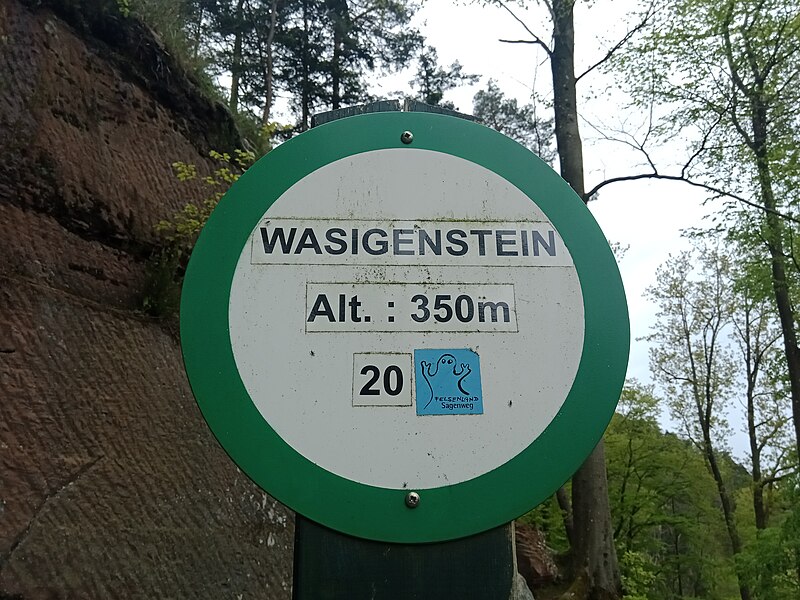 WASIGENSTEIN
Alt. : 350m
20
FELSENLAND
Sagenweg